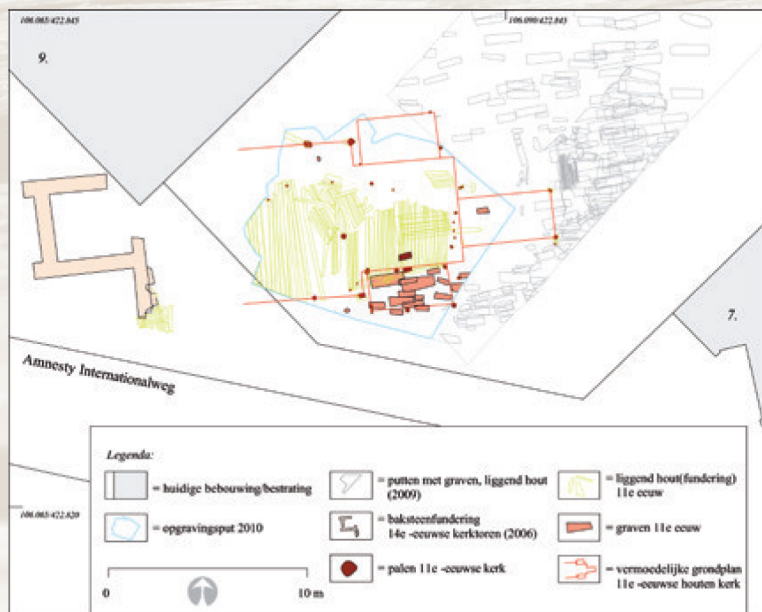 106.065/422.845
106.090/422.845
9.
7.
Amnesty Internationalweg
Legenda:
= huidige bebouwing/bestrating
= opgravingsput 2010
= putten met graven, liggend hout
(2009)
= baksteenfundering
14e -eeuwse kerktoren (2006)
= palen 11e -eeuwse kerk
= liggend hout(fundering)
11e eeuw
= graven 11e eeuw
= vermoedelijke grondplan
11e -eeuwse houten kerk
106.065/422.820
0 10 m